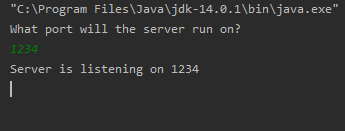 "C:\Program Files\Java\jdk-14.0.1\bin\java.exe"
What port will the server run on?
1234
Server is listening on 1234